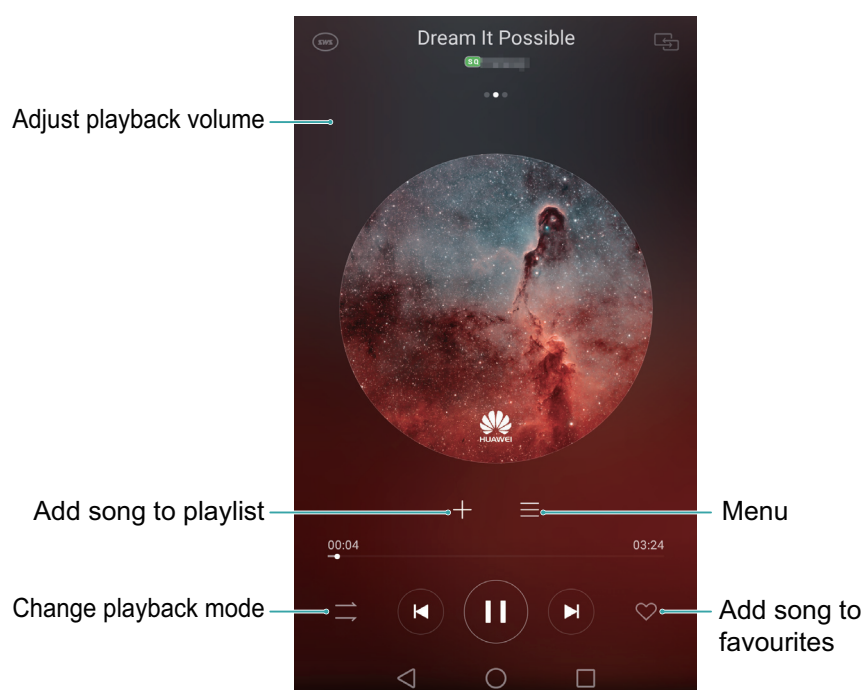 SWS
Dream It Possible
SQ
Adjust playback volume
HUAWEI
Add song to playlist
Menu
00:04
03:24
Change playback mode
Add song to
favourites